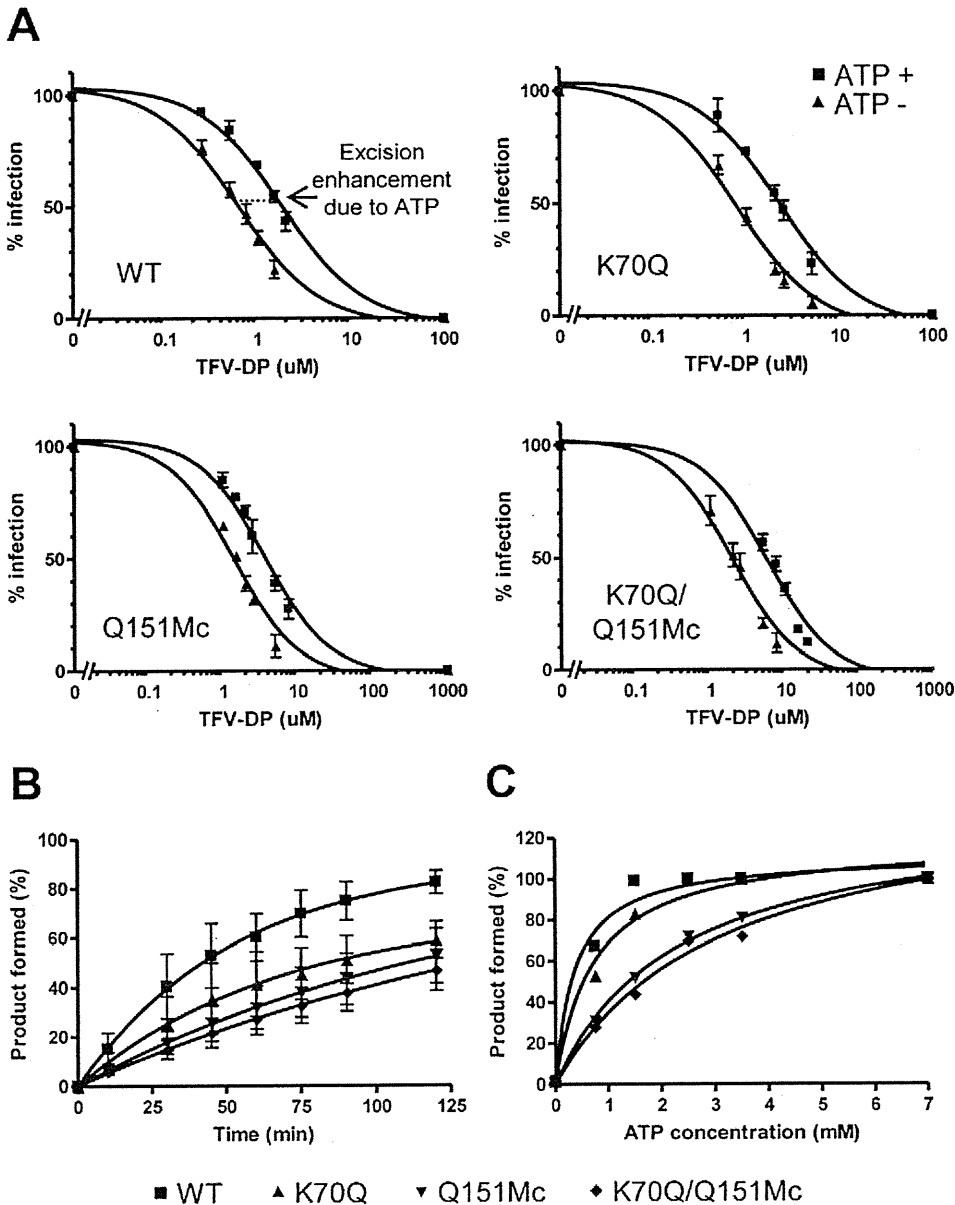 A
100
50
0
% infection
WT
Excision
enhancement
due to ATP
0 0.1 1 10 100
TFV-DP (uM)
■ ATP +
▲ ATP -
100
50
0
% infection
K70Q
0 0.1 1 10 100
TFV-DP (uM)
100
50
0
% infection
Q151Mc
0 0.1 1 10 100 1000
TFV-DP (uM)
100
50
0
% infection
K70Q/
Q151Mc
0 1 10 100 1000
TFV-DP (uM)
B
100
80
60
40
20
0
Product formed (%)
0 25 50 75 100 125
Time (min)
C
120
100
80
60
40
20
0
Product formed (%)
0 1 2 3 4 5 6 7
ATP concentration (mM)
■ WT ▲ K70Q ▼ Q151Mc ◆ K70Q/Q151Mc